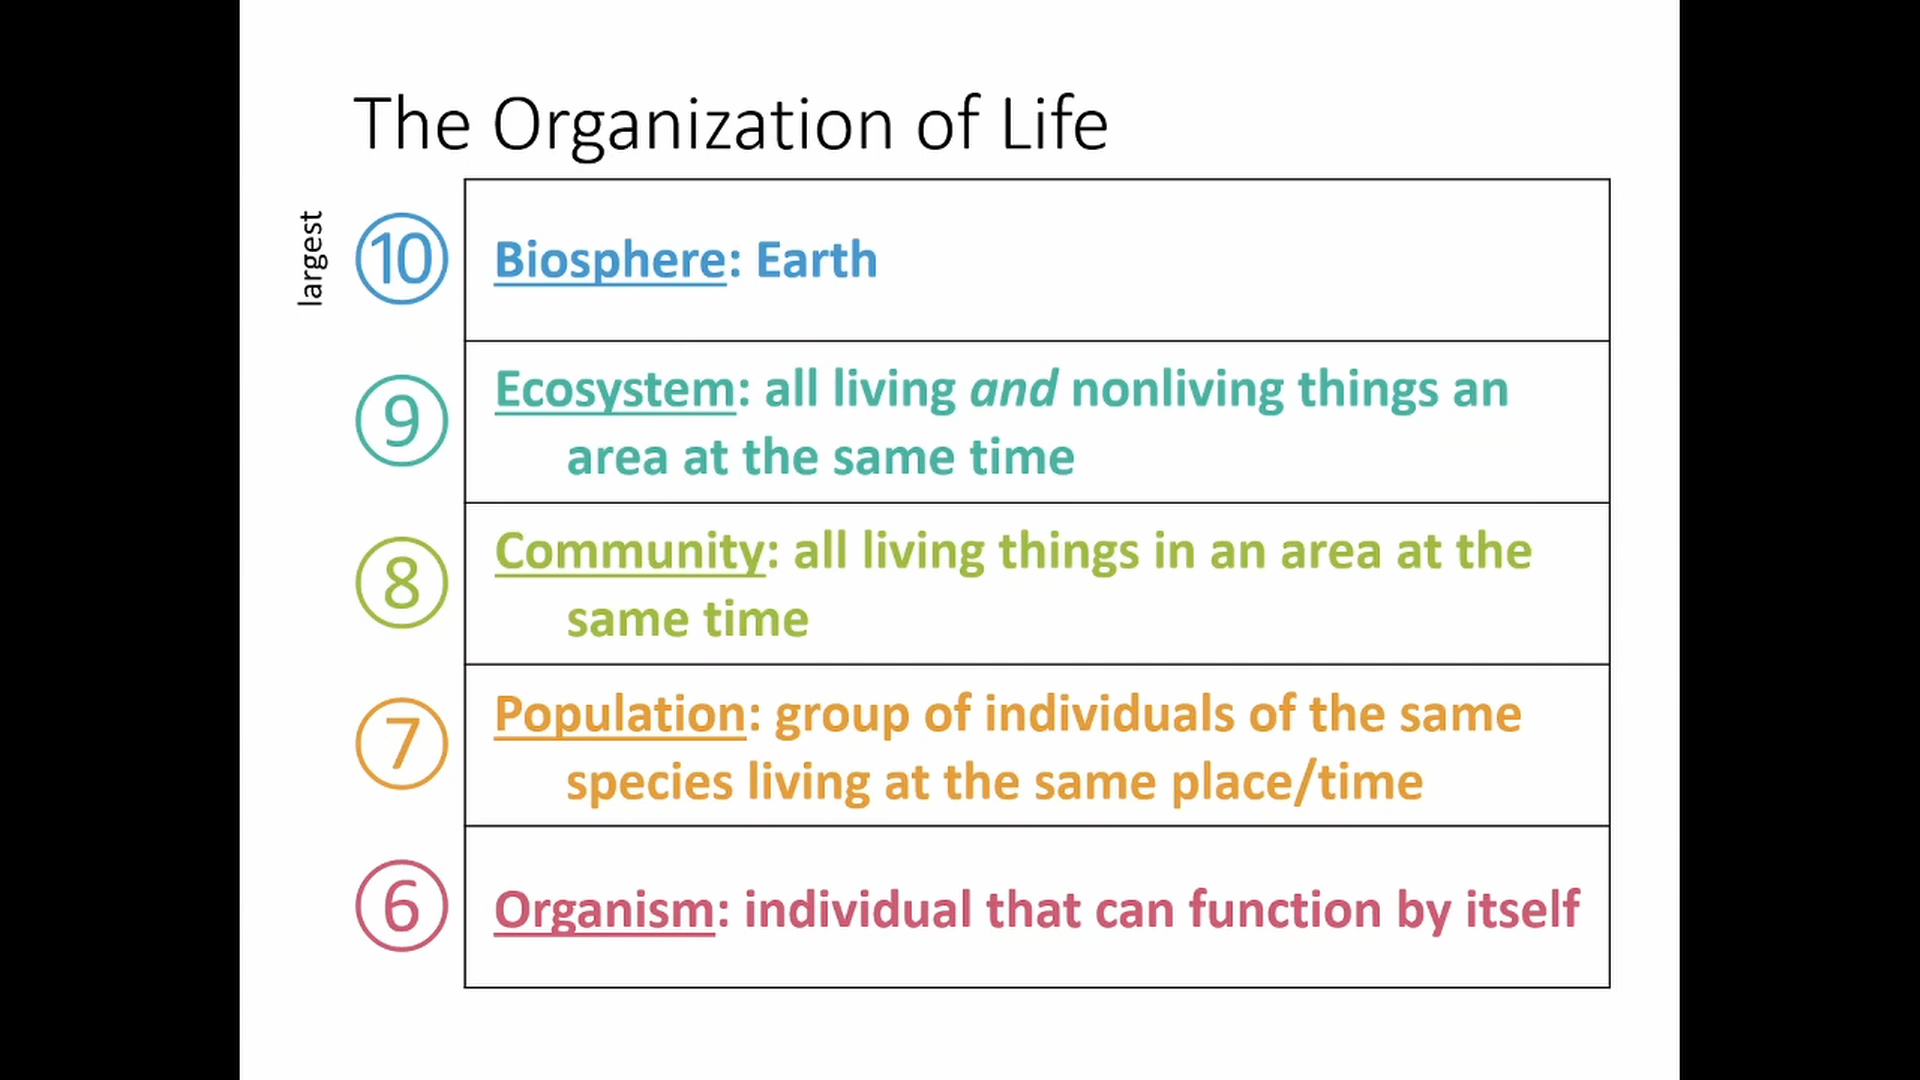 The Organization of Life
largest
10
Biosphere: Earth
9
Ecosystem: all living and nonliving things an
area at the same time
8
Community: all living things in an area at the
same time
7
Population: group of individuals of the same
species living at the same place/time
6
Organism: individual that can function by itself